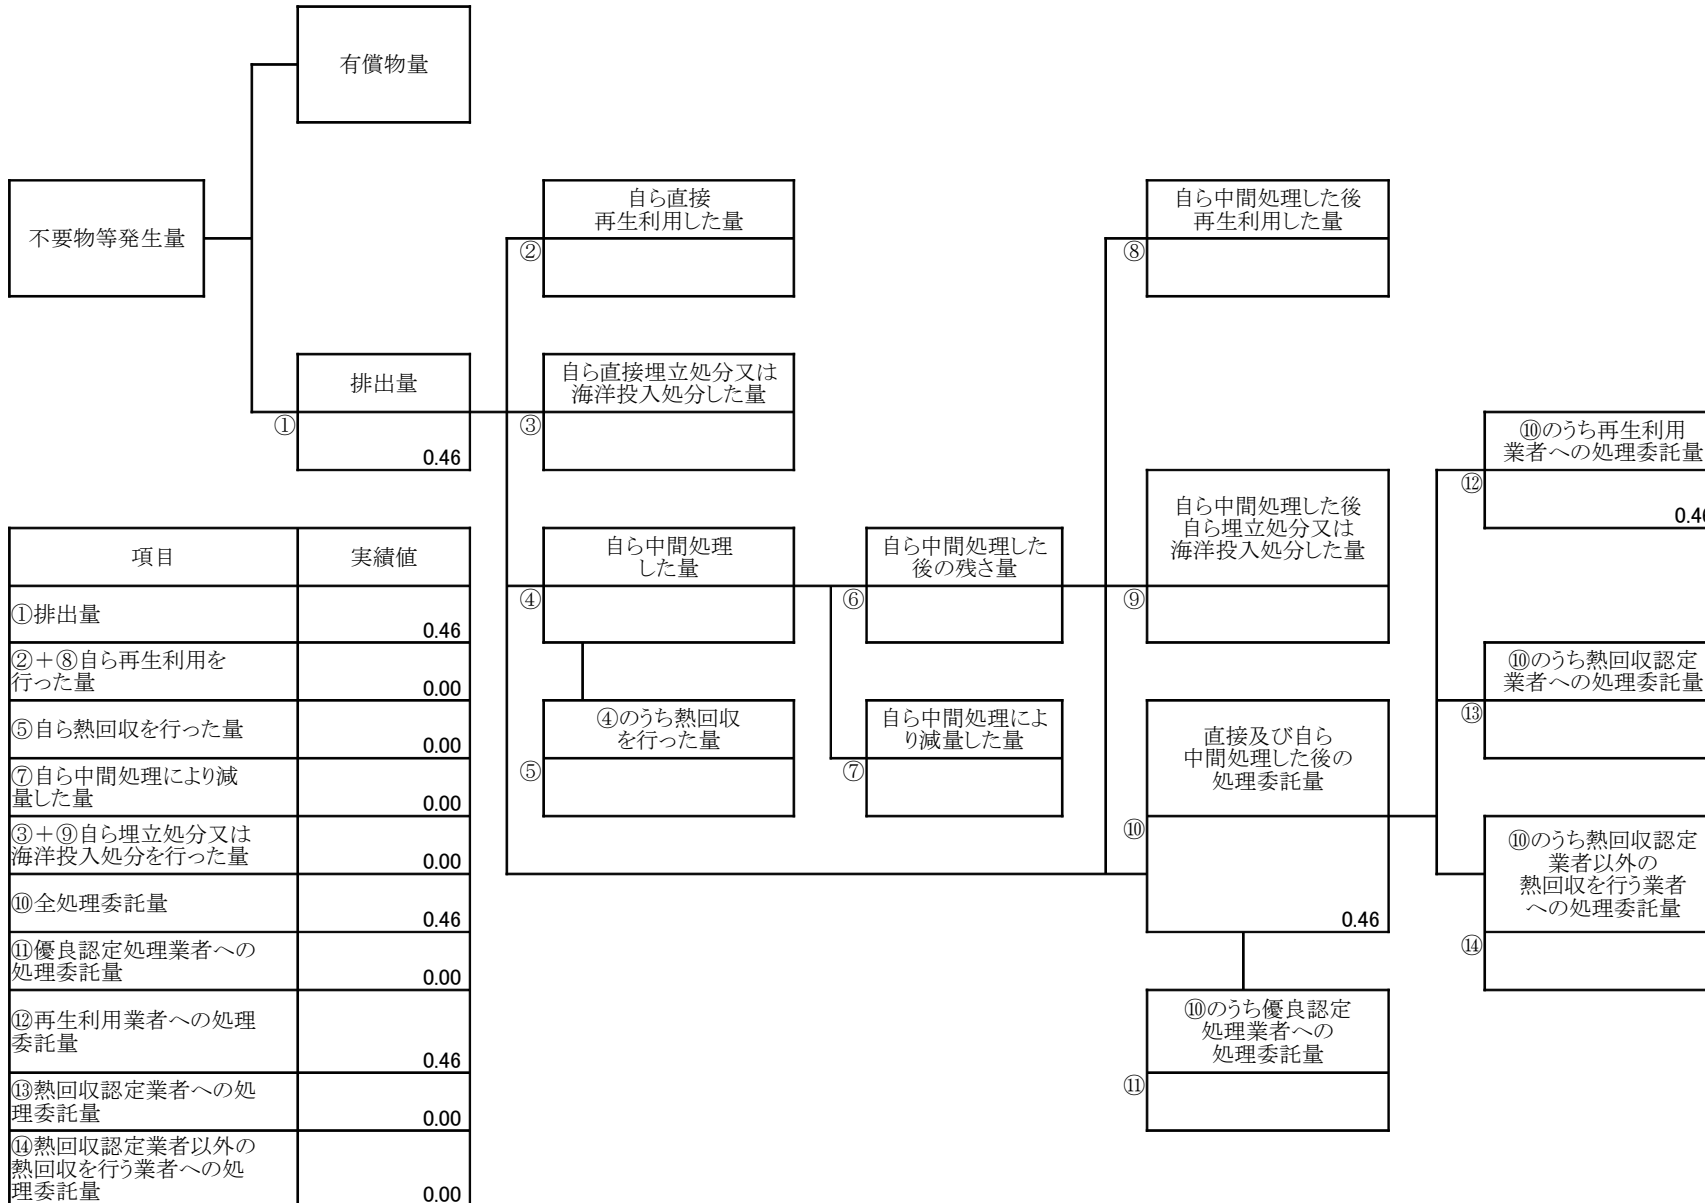 有償物量
不要物等発生量
自ら直接
再生利用した量
②
自ら中間処理した後
再生利用した量
⑧
排出量
①
0.46
自ら直接埋立処分又は
海洋投入処分した量
③
⑩のうち再生利用
業者への処理委託量
⑫
自ら中間処理した後
自ら埋立処分又は
海洋投入処分した量
⑨
自ら中間処理
した量
④
自ら中間処理した
後の残さ量
⑥
④のうち熱回収
を行った量
⑤
自ら中間処理によ
り減量した量
⑦
直接及び自ら
中間処理した後の
処理委託量
⑩
0.46
⑩のうち熱回収認定
業者への処理委託量
⑬
⑩のうち熱回収認定
業者以外の
熱回収を行う業者
への処理委託量
⑭
⑩のうち優良認定
処理業者への
処理委託量
⑪
項目 実績値
①排出量
0.46
②+⑧自ら再生利用を
行った量
0.00
⑤自ら熱回収を行った量
0.00
⑦自ら中間処理により減
量した量
0.00
③+⑨自ら埋立処分又は
海洋投入処分を行った量
0.00
⑩全処理委託量
0.46
⑪優良認定処理業者への
処理委託量
0.00
⑫再生利用業者への処理
委託量
0.46
⑬熱回収認定業者への処
理委託量
0.00
⑭熱回収認定業者以外の
熱回収を行う業者への処
理委託量
0.00